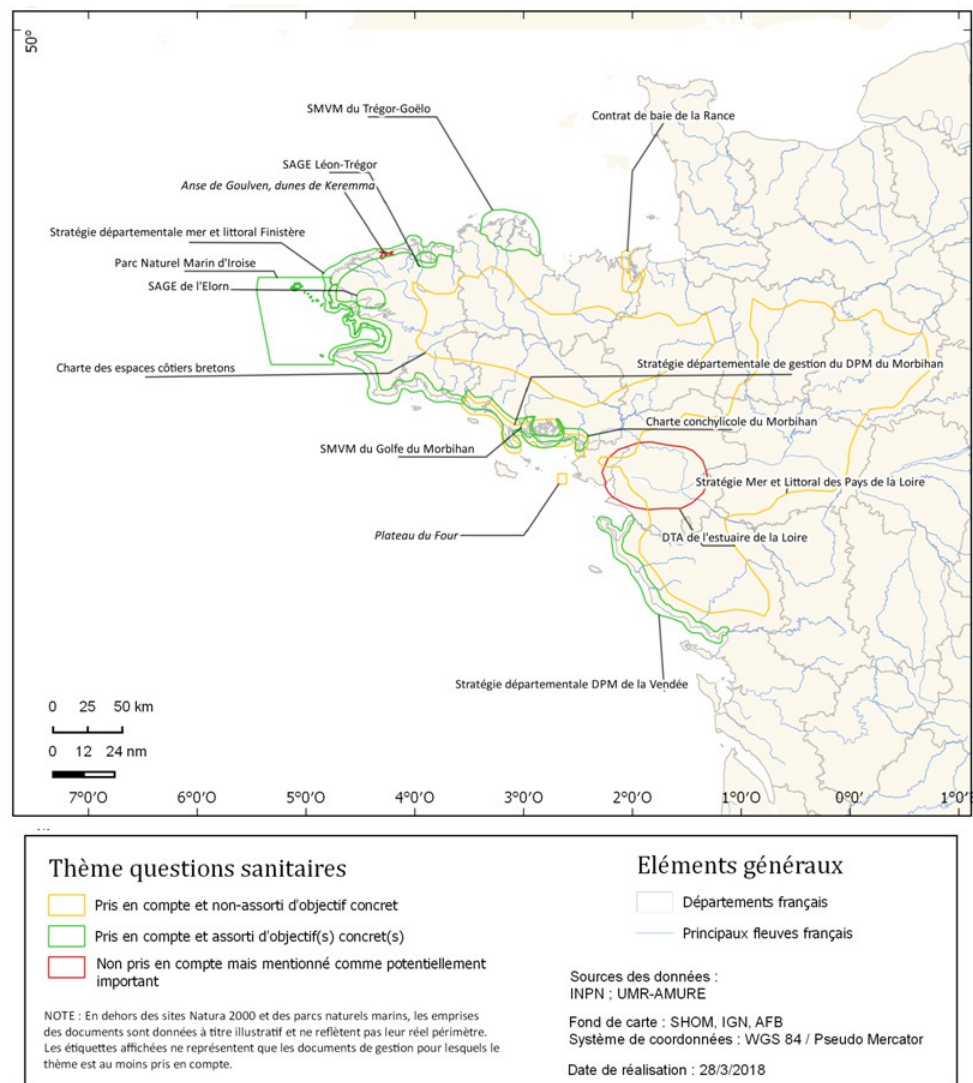 50°
SMVM du Trégor-Goëlo
Contrat de baie de la Rance
SAGE Léon-Trégor
Anse de Goulven, dunes de Keremma
Stratégie départementale mer et littoral Finistère
Parc Naturel Marin d'Iroise
SAGE de l'Elorn
Charte des espaces côtiers bretons
Stratégie départementale de gestion du DPM du Morbihan
Charte conchylicole du Morbihan
SMVM du Golfe du Morbihan
Stratégie Mer et Littoral des Pays de la Loire
Plateau du Four
DTA de l'estuaire de la Loire
Stratégie départementale DPM de la Vendée
0 25 50 km
0 12 24 nm
7°0'O 6°0'O 5°0'O 4°0'O 3°0'O 2°0'O 1°0'O 0°0' 1°0'
Thème questions sanitaires
Pris en compte et non-assorti d'objectif concret
Pris en compte et assorti d'objectif(s) concret(s)
Non pris en compte mais mentionné comme potentiellement
important
NOTE : En dehors des sites Natura 2000 et des parcs naturels marins, les emprises
des documents sont données à titre illustratif et ne reflètent pas leur réel périmètre.
Les étiquettes affichées ne représentent que les documents de gestion pour lesquels le
thème est au moins pris en compte.
Eléments généraux
Départements français
Principaux fleuves français
Sources des données :
INPN ; UMR-AMURE
Fond de carte : SHOM, IGN, AFB
Système de coordonnées : WGS 84 / Pseudo Mercator
Date de réalisation : 28/3/2018